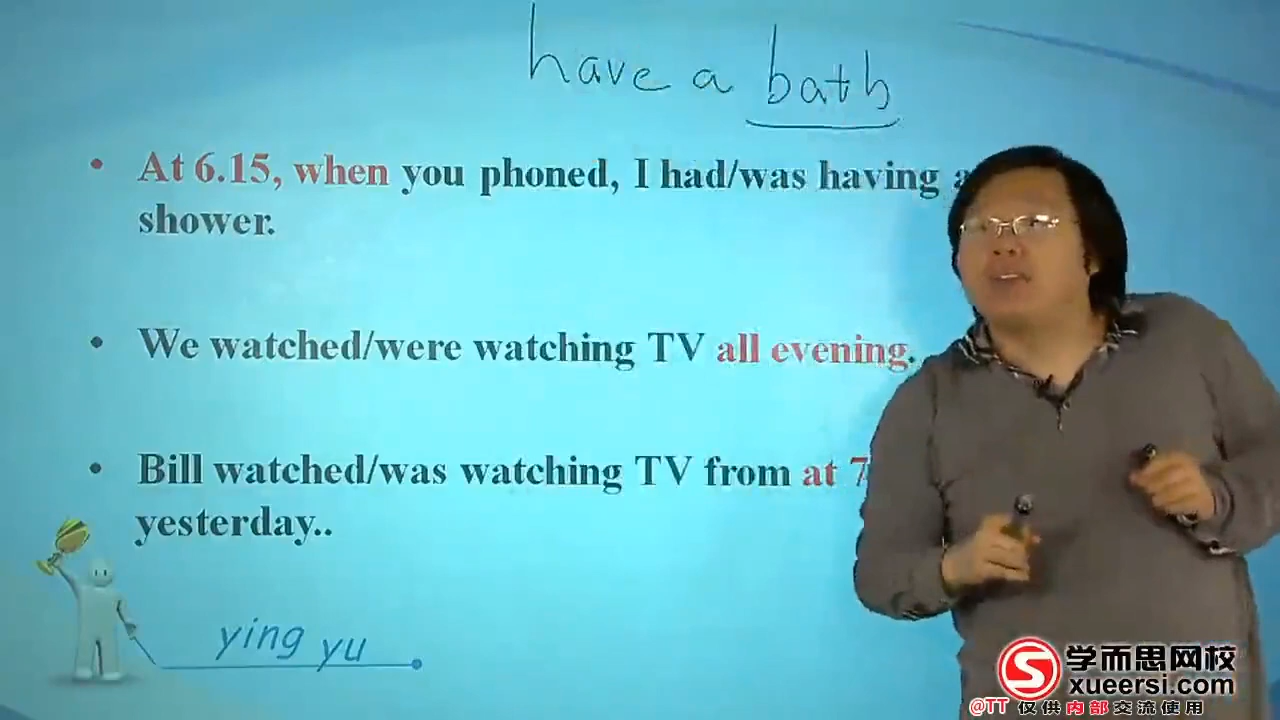 have a bath
At 6.15, when you phoned, I had/was having a
shower.
We watched/were watching TV all evening.
Bill watched/was watching TV from at 7
yesterday..
ying yu
学而思网校
xueersi.com
@TT 仅供内部交流使用